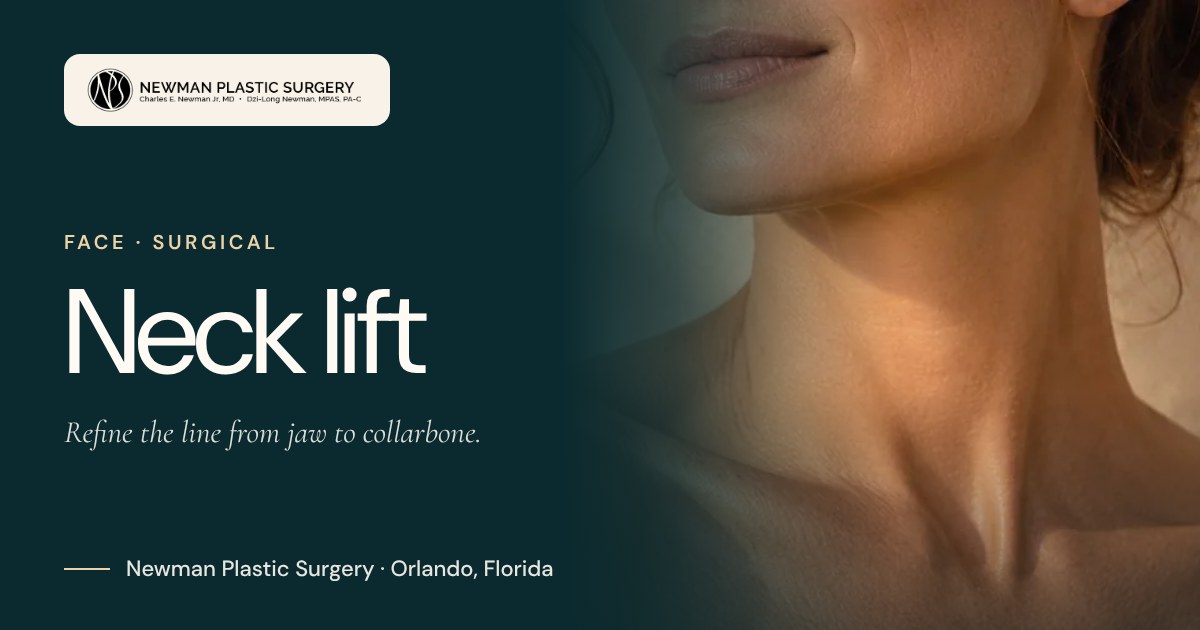 NPS
NEWMAN PLASTIC SURGERY
Charles E. Newman Jr, MD • Dzi-Long Newman, MPAS, PA-C
FACE · SURGICAL
Neck lift
Refine the line from jaw to collarbone.
Newman Plastic Surgery · Orlando, Florida